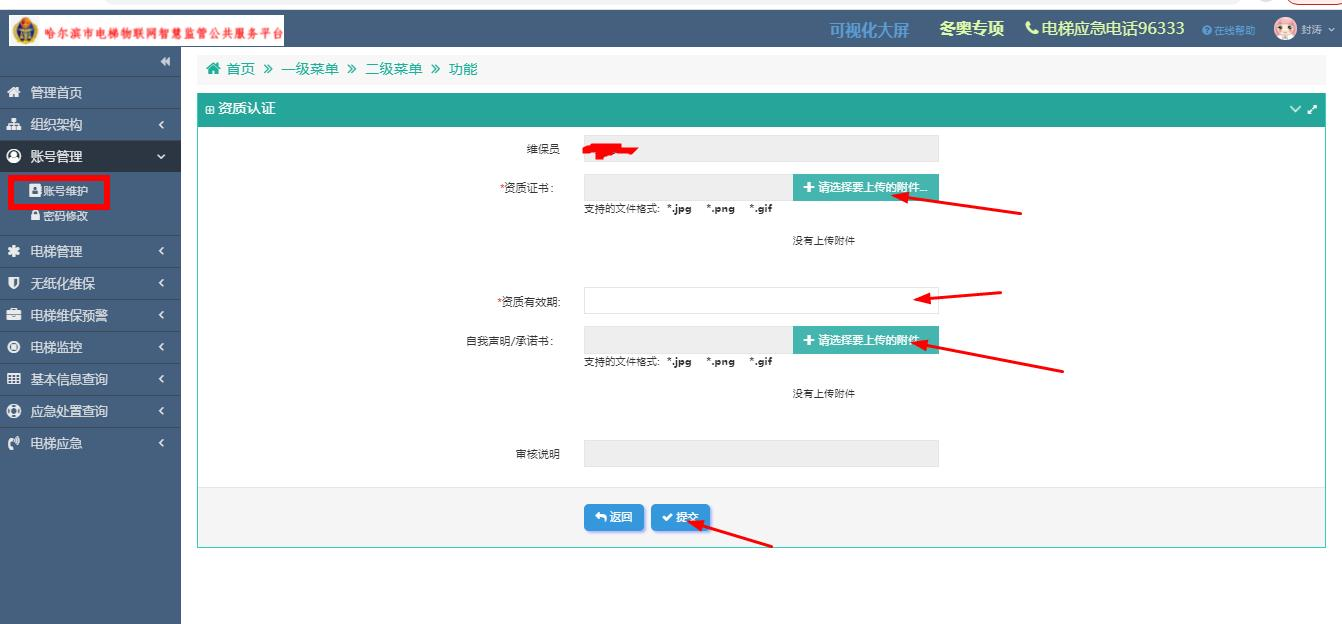 哈尔滨市电梯物联网智慧监管公共服务平台
可视化大屏 冬奥专项 电梯应急电话96333 在线帮助 封涛
首页 一级菜单 二级菜单 功能
管理首页
组织架构
账号管理
账号维护
密码修改
电梯管理
无纸化维保
电梯维保预警
电梯监控
基本信息查询
应急处置查询
电梯应急
资质认证
维保员
*资质证书： 请选择要上传的附件...
支持的文件格式: *.jpg *.png *.gif
没有上传附件
*资质有效期:
自我声明/承诺书： 请选择要上传的附件
支持的文件格式: *.jpg *.png *.gif
没有上传附件
审核说明
返回 提交